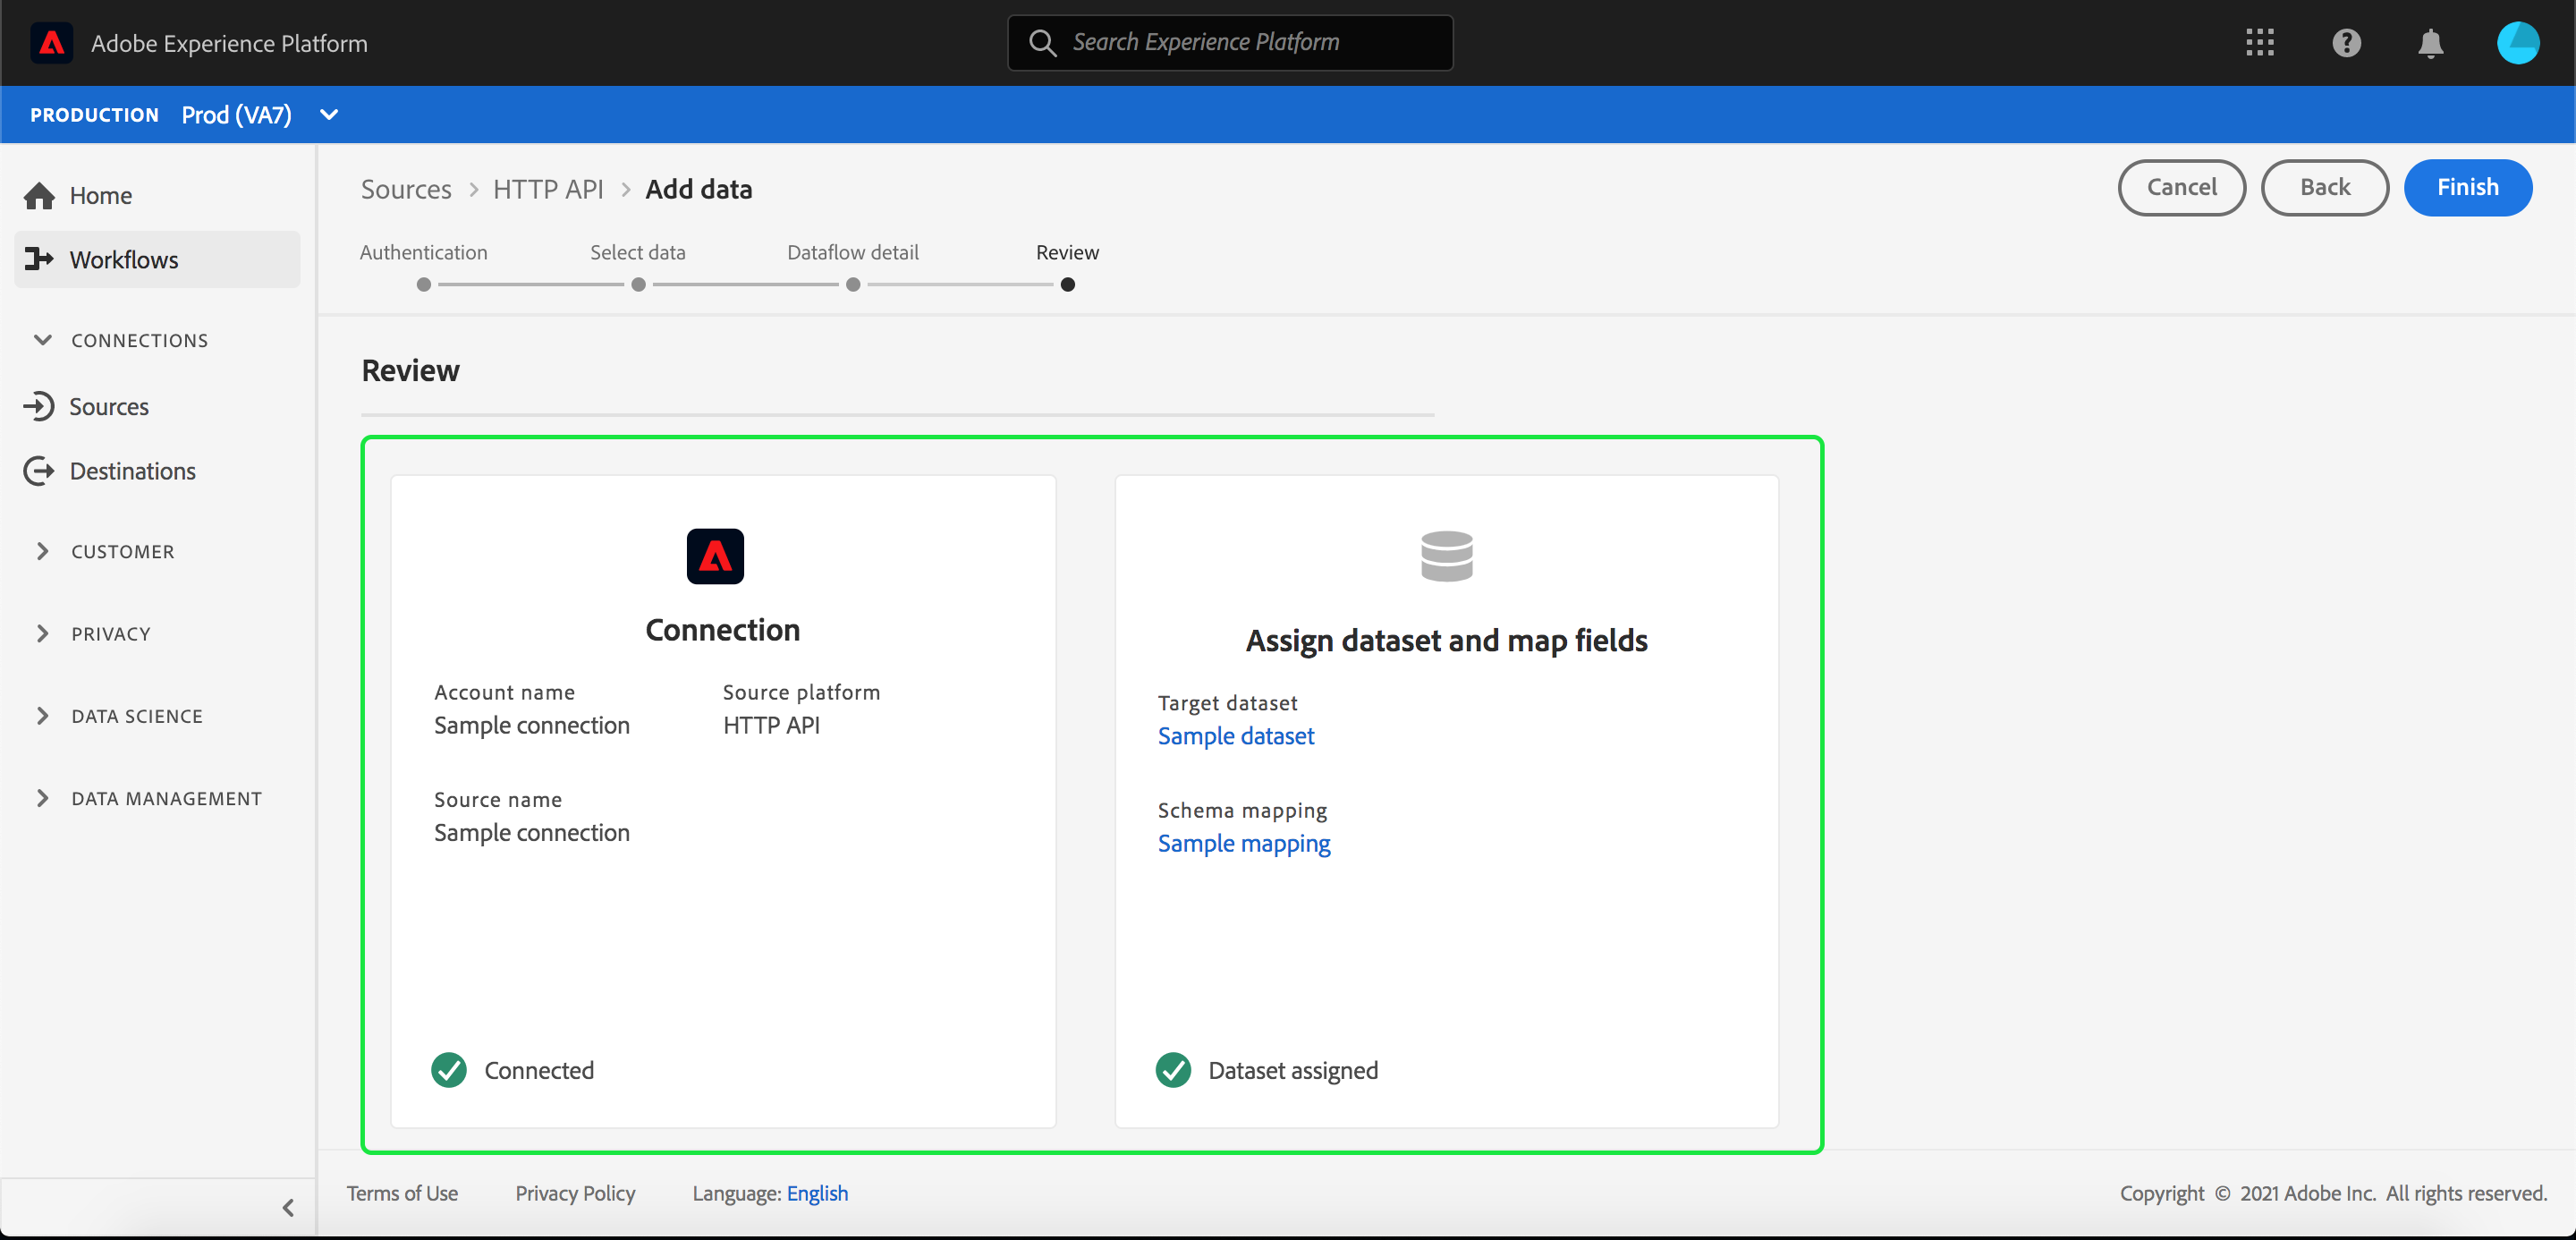 Adobe Experience Platform
Search Experience Platform
PRODUCTION Prod (VA7)
Home
Workflows
CONNECTIONS
Sources
Destinations
CUSTOMER
PRIVACY
DATA SCIENCE
DATA MANAGEMENT
Sources > HTTP API > Add data
Cancel
Back
Finish
Authentication
Select data
Dataflow detail
Review
Review
Connection
Account name
Sample connection
Source platform
HTTP API
Source name
Sample connection
Connected
Assign dataset and map fields
Target dataset
Sample dataset
Schema mapping
Sample mapping
Dataset assigned
Terms of Use
Privacy Policy
Language: English
Copyright © 2021 Adobe Inc. All rights reserved.